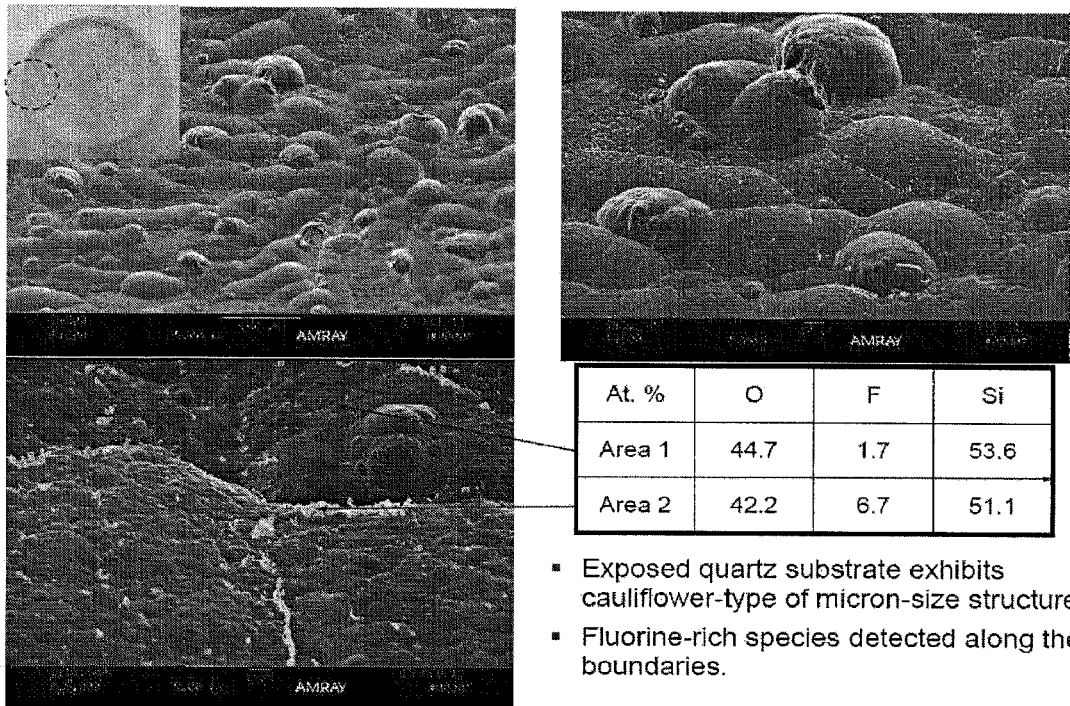 AMRAY
AMRAY
At. % O F Si
Area 1 44.7 1.7 53.6
Area 2 42.2 6.7 51.1
AMRAY
▪ Exposed quartz substrate exhibits
cauliflower-type of micron-size structure
▪ Fluorine-rich species detected along the
boundaries.